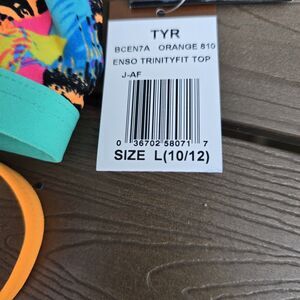 TYR
BCEN7A ORANGE 810
ENSO TRINITYFIT TOP
J-AF
0 36702 58071 7
SIZE L(10/12)